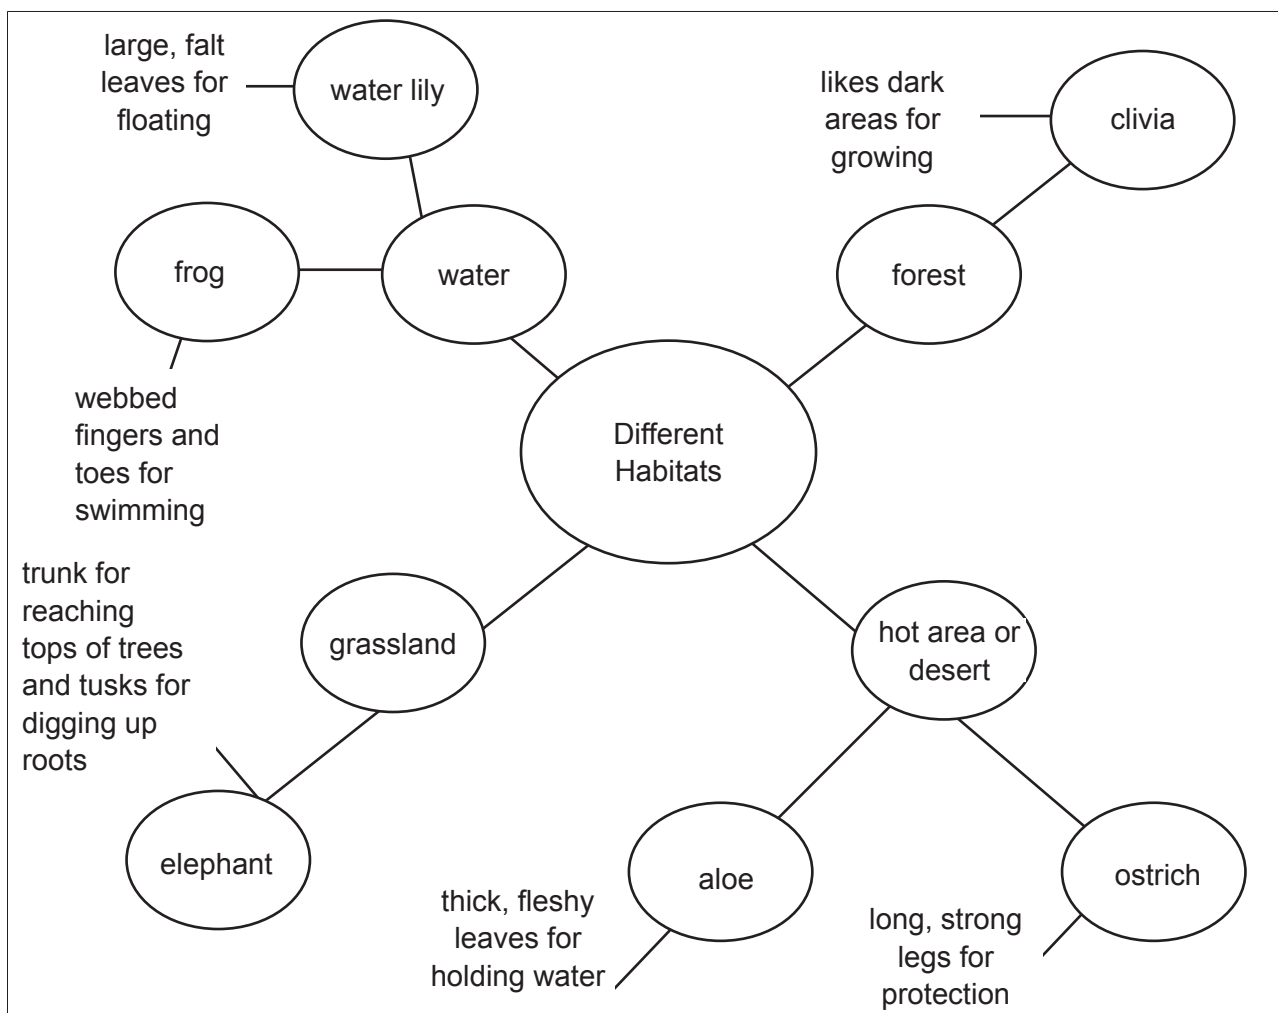 large, falt
leaves for
floating
water lily
likes dark
areas for
growing
clivia
frog
water
forest
webbed
fingers and
toes for
swimming
Different
Habitats
trunk for
reaching
tops of trees
and tusks for
digging up
roots
grassland
hot area or
desert
elephant
aloe
ostrich
thick, fleshy
leaves for
holding water
long, strong
legs for
protection